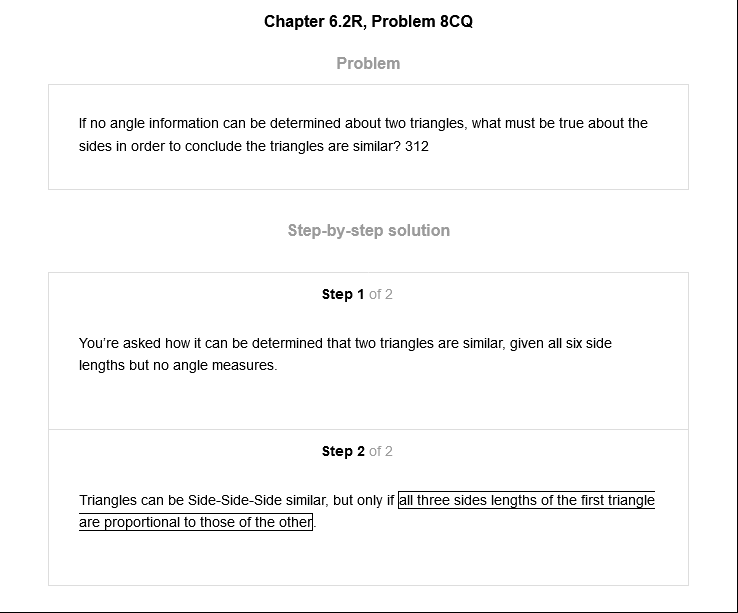 Chapter 6.2R, Problem 8CQ
Problem
If no angle information can be determined about two triangles, what must be true about the
sides in order to conclude the triangles are similar? 312
Step-by-step solution
Step 1 of 2
You're asked how it can be determined that two triangles are similar, given all six side
lengths but no angle measures.
Step 2 of 2
Triangles can be Side-Side-Side similar, but only if all three sides lengths of the first triangle
are proportional to those of the other.